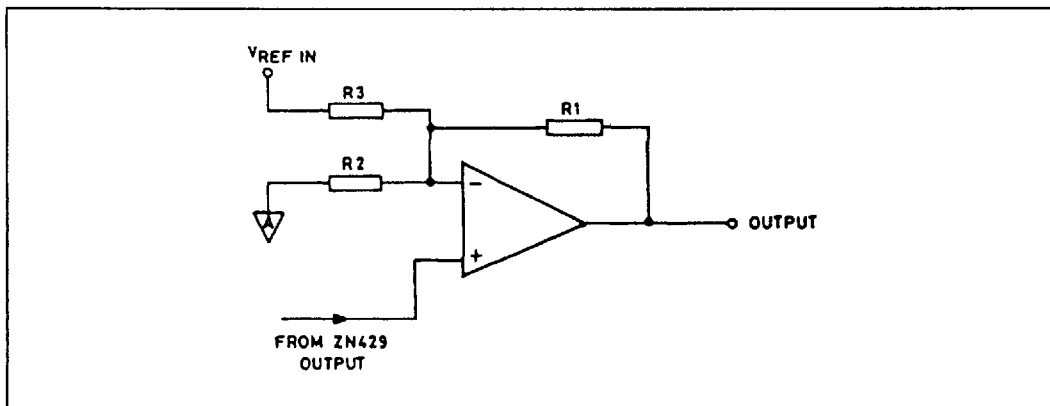 VREF IN
R3
R1
R2
A
-
+
OUTPUT
FROM ZN429
OUTPUT